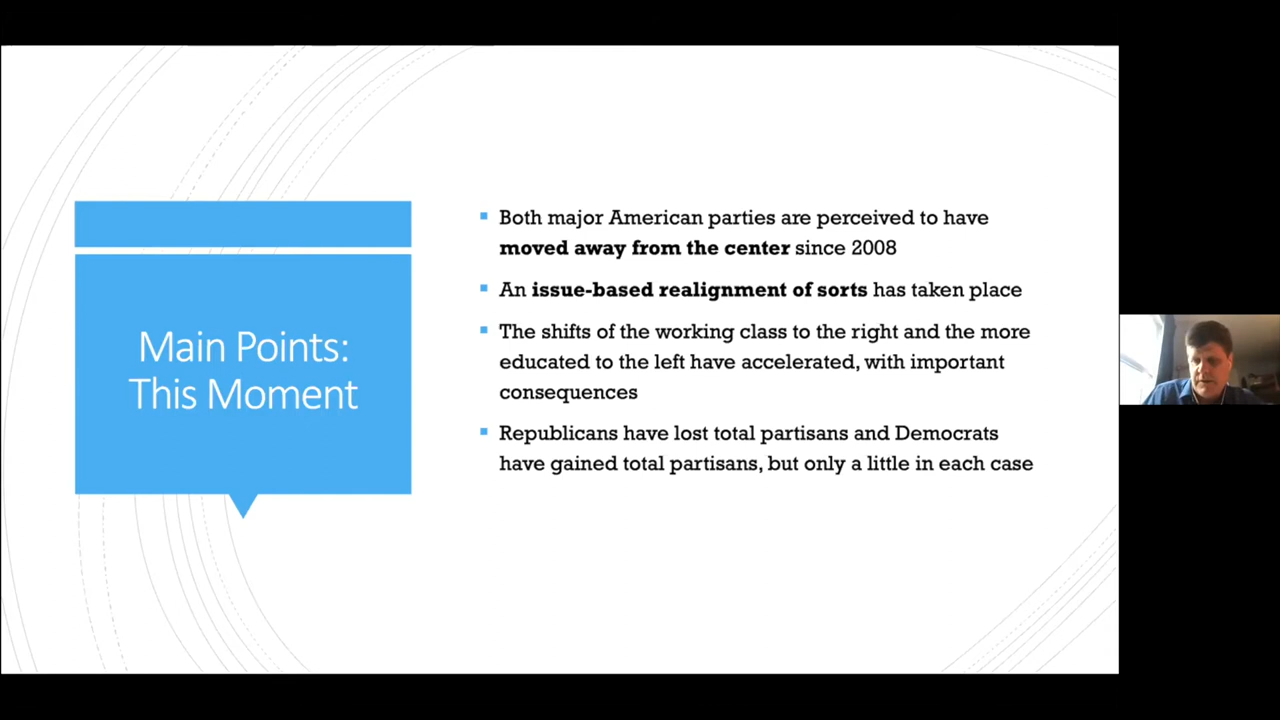 Main Points:
This Moment
Both major American parties are perceived to have
moved away from the center since 2008
An issue-based realignment of sorts has taken place
The shifts of the working class to the right and the more
educated to the left have accelerated, with important
consequences
Republicans have lost total partisans and Democrats
have gained total partisans, but only a little in each case